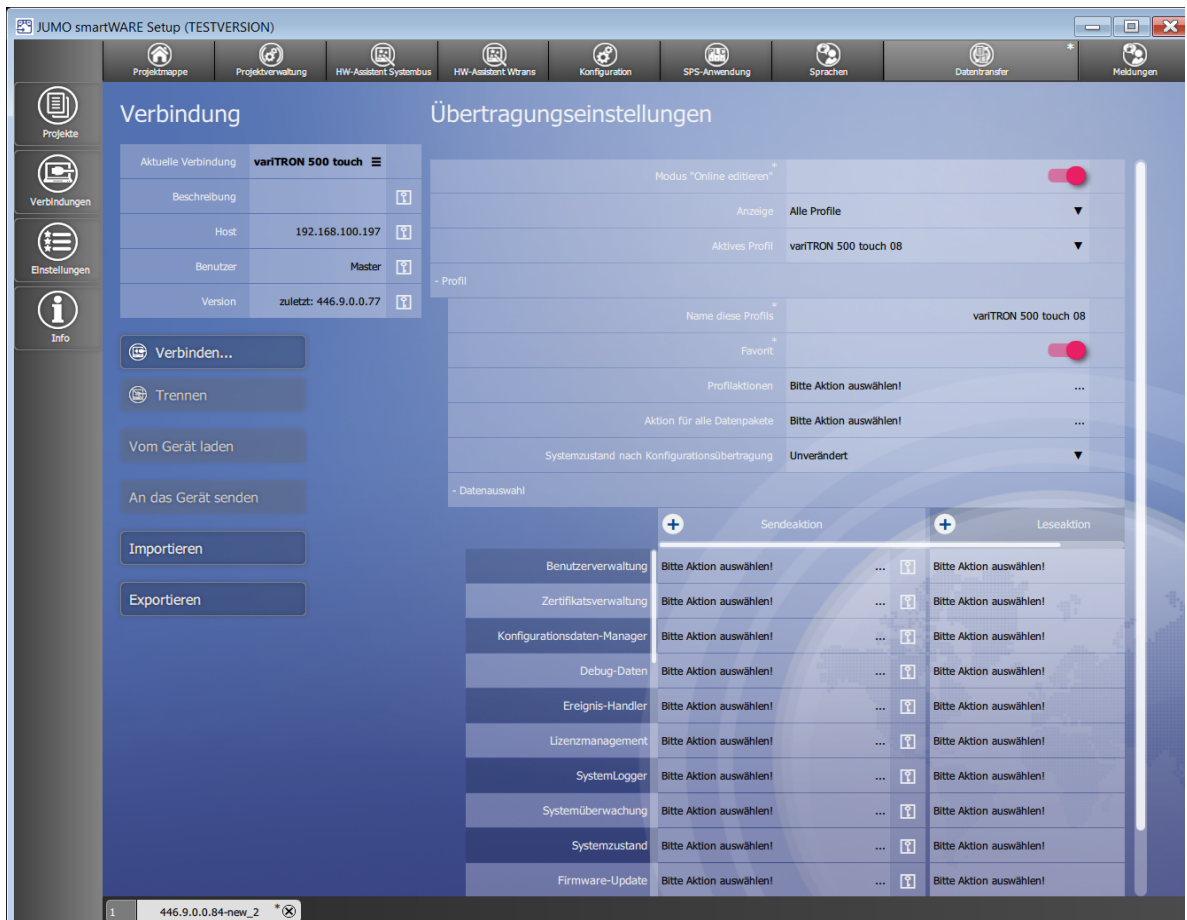 JUMO smartWARE Setup (TESTVERSION)
Projektmappe
Projektverwaltung
HW-Assistent Systembus
HW-Assistent Wtrans
Konfiguration
SPS-Anwendung
Sprachen
Datentransfer
*
Meldungen
Projekte
Verbindungen
Einstellungen
Info
Verbindung
Aktuelle Verbindung variTRON 500 touch
Beschreibung
Host 192.168.100.197
Benutzer Master
Version zuletzt: 446.9.0.0.77
Verbinden...
Trennen
Vom Gerät laden
An das Gerät senden
Importieren
Exportieren
Übertragungseinstellungen
*
Modus "Online editieren"
Anzeige Alle Profile
Aktives Profil variTRON 500 touch 08
- Profil
*
Name diese Profils variTRON 500 touch 08
*
Favorit
Profilaktionen Bitte Aktion auswählen! ...
Aktion für alle Datenpakete Bitte Aktion auswählen! ...
Systemzustand nach Konfigurationsübertragung Unverändert
- Datenauswahl
Sendeaktion Leseaktion
Benutzerverwaltung Bitte Aktion auswählen! ... Bitte Aktion auswählen!
Zertifikatsverwaltung Bitte Aktion auswählen! ... Bitte Aktion auswählen!
Konfigurationsdaten-Manager Bitte Aktion auswählen! ... Bitte Aktion auswählen!
Debug-Daten Bitte Aktion auswählen! ... Bitte Aktion auswählen!
Ereignis-Handler Bitte Aktion auswählen! ... Bitte Aktion auswählen!
Lizenzmanagement Bitte Aktion auswählen! ... Bitte Aktion auswählen!
SystemLogger Bitte Aktion auswählen! ... Bitte Aktion auswählen!
Systemüberwachung Bitte Aktion auswählen! ... Bitte Aktion auswählen!
Systemzustand Bitte Aktion auswählen! ... Bitte Aktion auswählen!
Firmware-Update Bitte Aktion auswählen! ... Bitte Aktion auswählen!
1 446.9.0.0.84-new_2 *